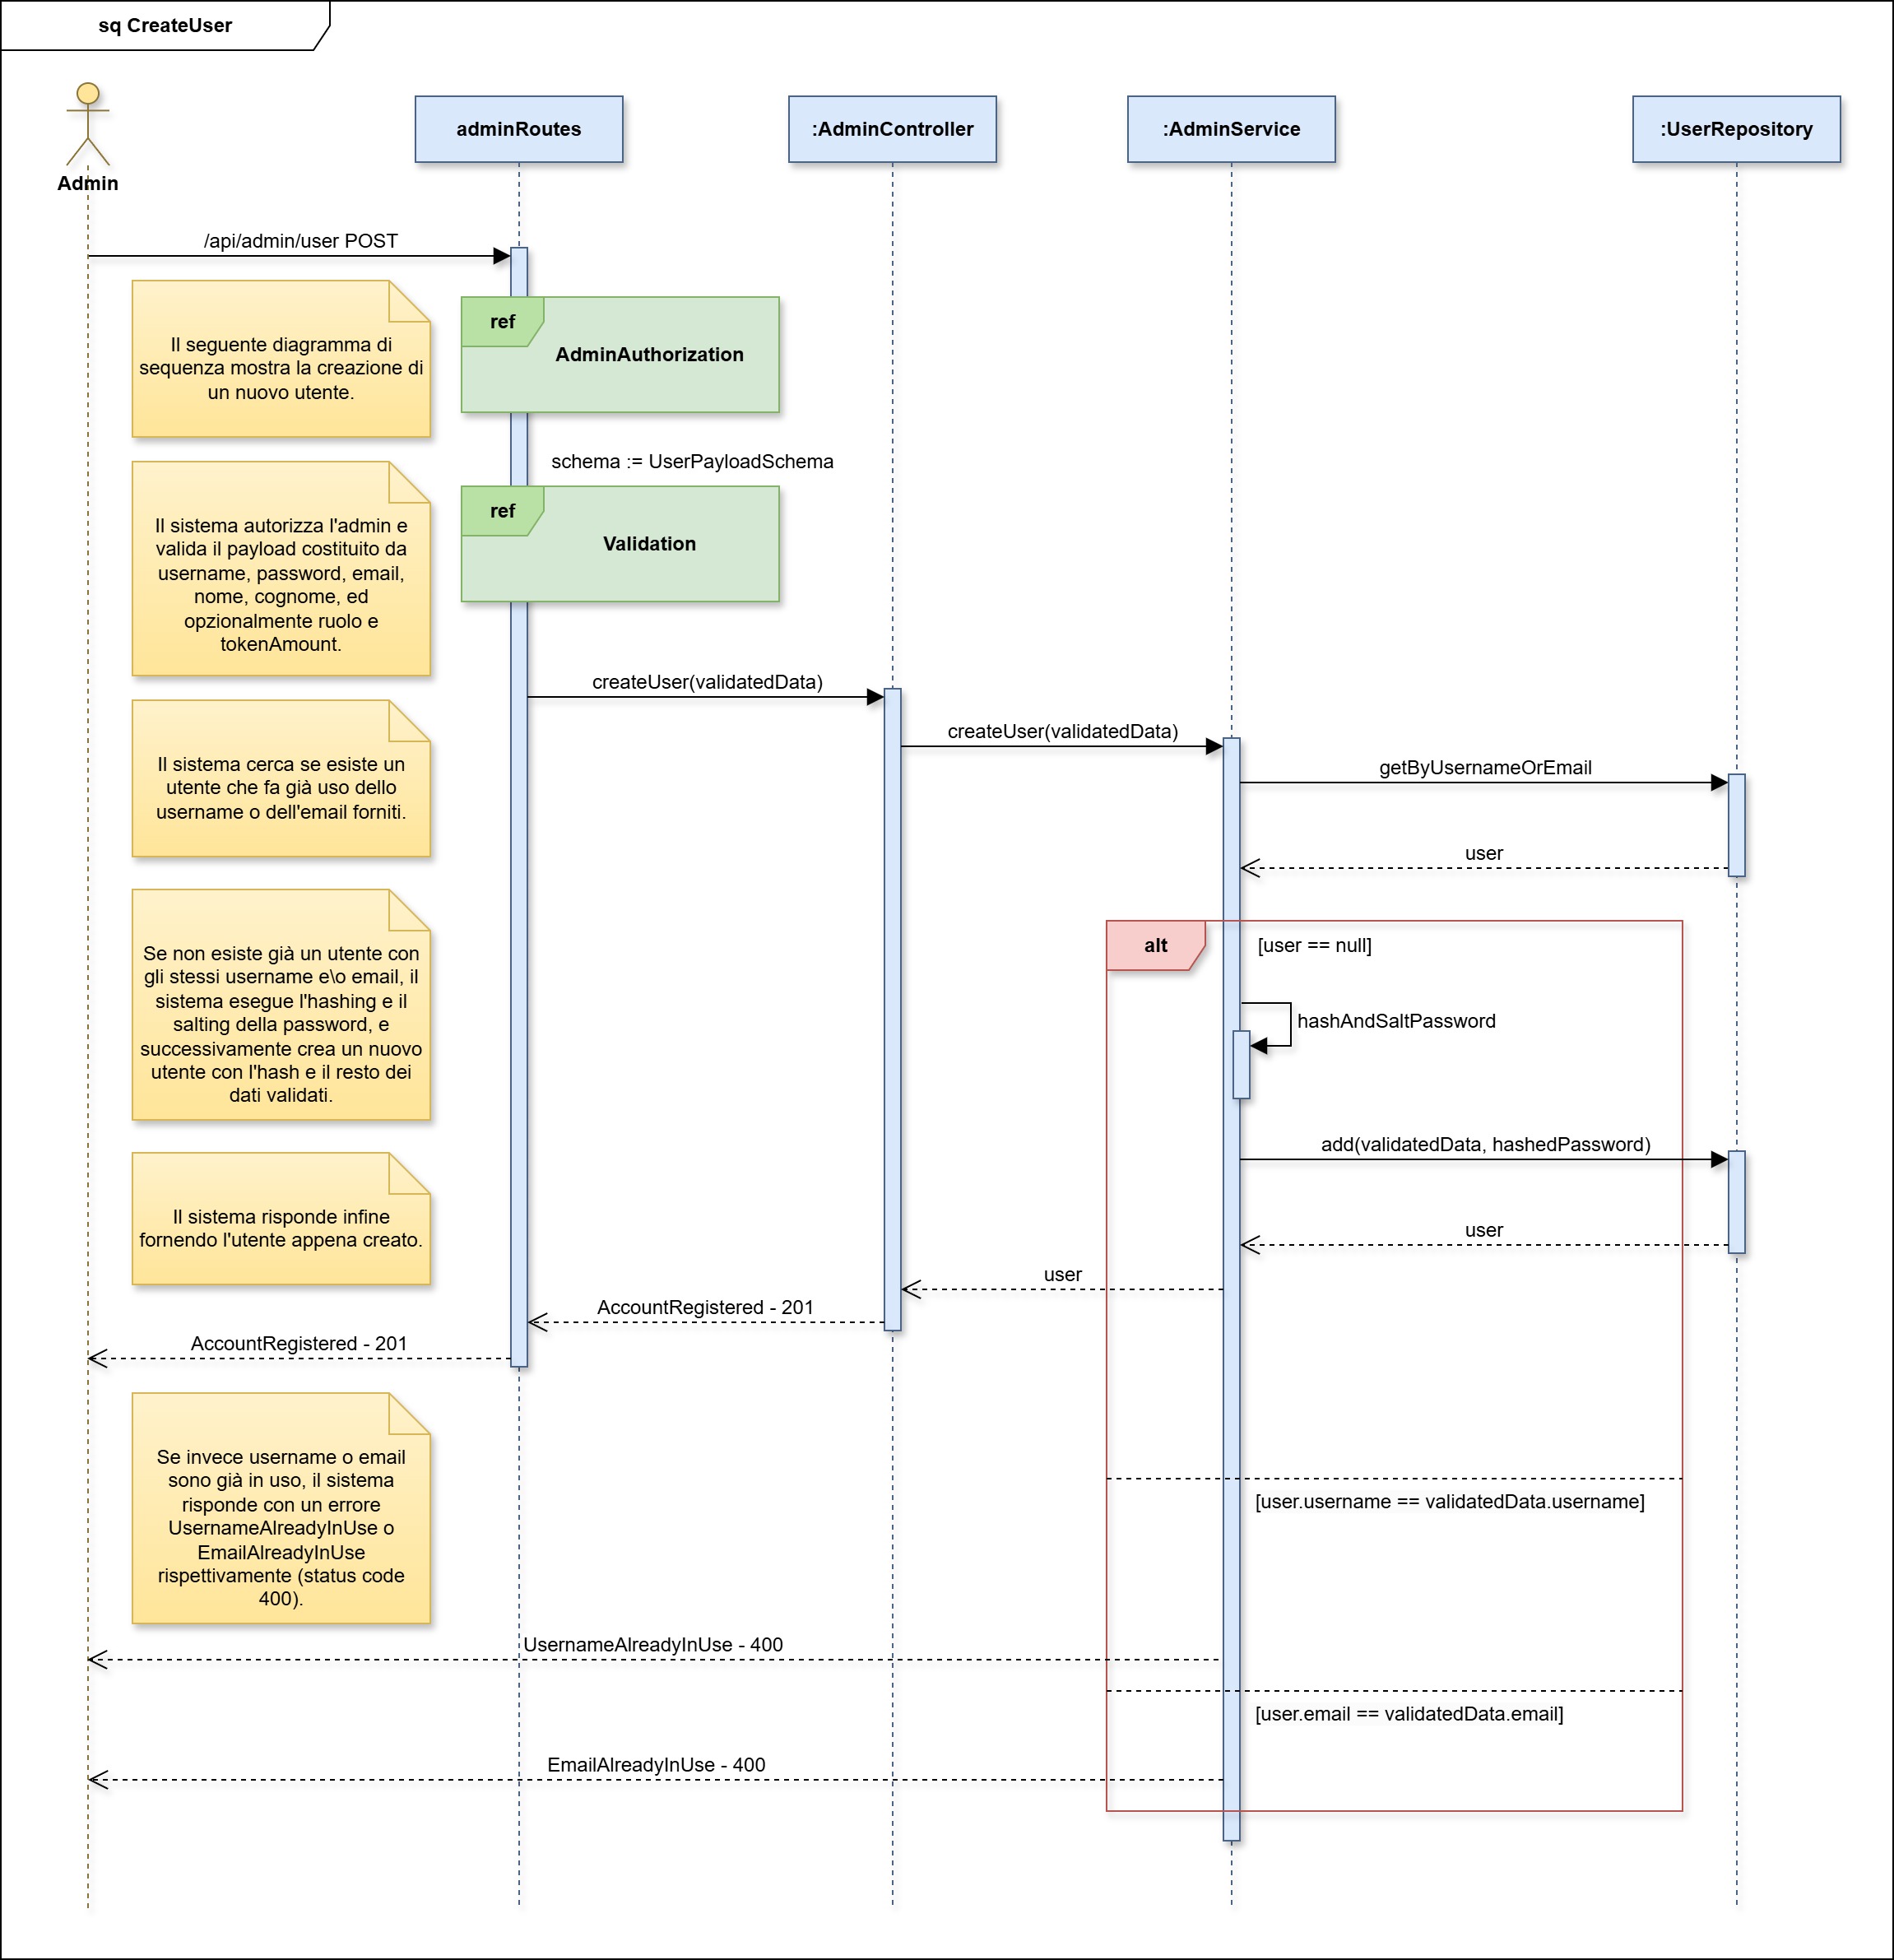 sq CreateUser
adminRoutes
:AdminController
:AdminService
:UserRepository
Admin
/api/admin/user POST
Il seguente diagramma di
sequenza mostra la creazione di
un nuovo utente.
ref
AdminAuthorization
schema := UserPayloadSchema
Il sistema autorizza l'admin e
valida il payload costituito da
username, password, email,
nome, cognome, ed
opzionalmente ruolo e
tokenAmount.
ref
Validation
createUser(validatedData)
createUser(validatedData)
getByUsernameOrEmail
Il sistema cerca se esiste un
utente che fa già uso dello
username o dell'email forniti.
user
alt
[user == null]
Se non esiste già un utente con
gli stessi username e\o email, il
sistema esegue l'hashing e il
salting della password, e
successivamente crea un nuovo
utente con l'hash e il resto dei
dati validati.
hashAndSaltPassword
add(validatedData, hashedPassword)
Il sistema risponde infine
fornendo l'utente appena creato.
user
user
AccountRegistered - 201
AccountRegistered - 201
Se invece username o email
sono già in uso, il sistema
risponde con un errore
UsernameAlreadyInUse o
EmailAlreadyInUse
rispettivamente (status code
400).
[user.username == validatedData.username]
UsernameAlreadyInUse - 400
[user.email == validatedData.email]
EmailAlreadyInUse - 400